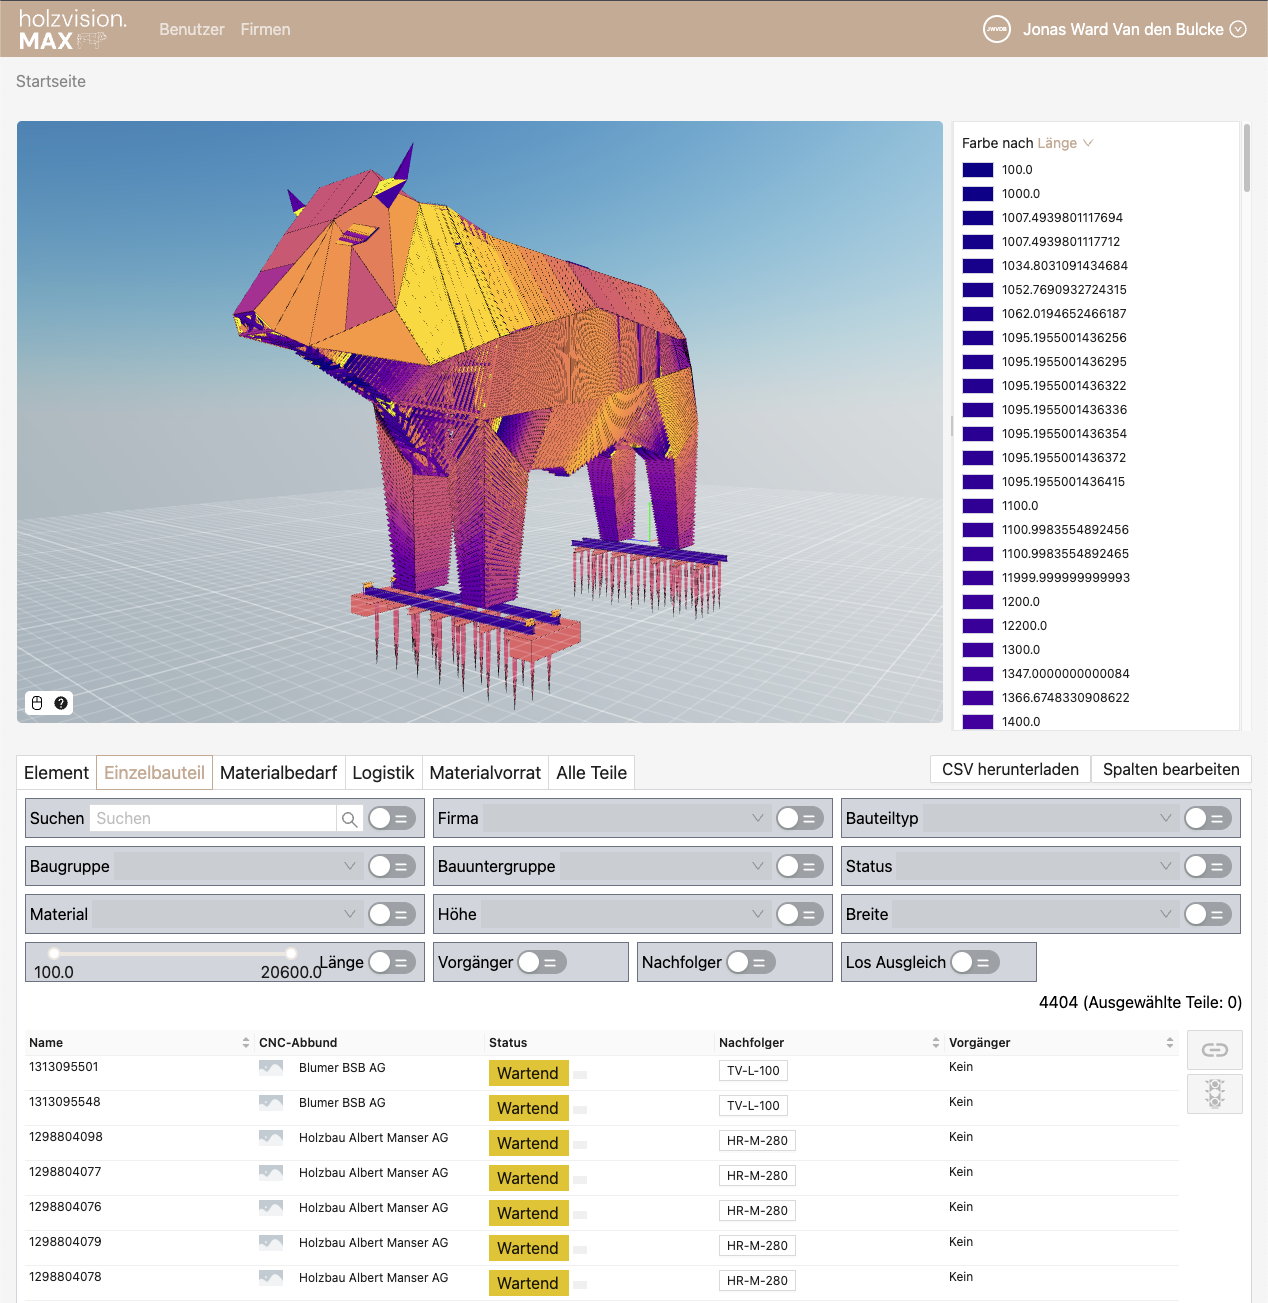 holzvision.
MAX
Benutzer Firmen
JWVDB
Jonas Ward Van den Bulcke
Startseite
Farbe nach Länge
100.0
1000.0
1007.4939801117694
1007.4939801117712
1034.8031091434684
1052.7690932724315
1062.0194652466187
1095.1955001436256
1095.1955001436295
1095.1955001436322
1095.1955001436336
1095.1955001436354
1095.1955001436372
1095.1955001436415
1100.0
1100.9983554892456
1100.9983554892465
11999.999999999993
1200.0
12200.0
1300.0
1347.0000000000084
1366.6748330908622
1400.0
Element Einzelbauteil Materialbedarf Logistik Materialvorrat Alle Teile
CSV herunterladen Spalten bearbeiten
Suchen Suchen = Firma = Bauteiltyp =
Baugruppe = Bauuntergruppe = Status =
Material = Höhe = Breite =
100.0 20600.0 Länge = Vorgänger = Nachfolger = Los Ausgleich =
4404 (Ausgewählte Teile: 0)
Name CNC-Abbund Status Nachfolger Vorgänger
1313095501 Blumer BSB AG Wartend TV-L-100 Kein
1313095548 Blumer BSB AG Wartend TV-L-100 Kein
1298804098 Holzbau Albert Manser AG Wartend HR-M-280 Kein
1298804077 Holzbau Albert Manser AG Wartend HR-M-280 Kein
1298804076 Holzbau Albert Manser AG Wartend HR-M-280 Kein
1298804079 Holzbau Albert Manser AG Wartend HR-M-280 Kein
1298804078 Holzbau Albert Manser AG Wartend HR-M-280 Kein